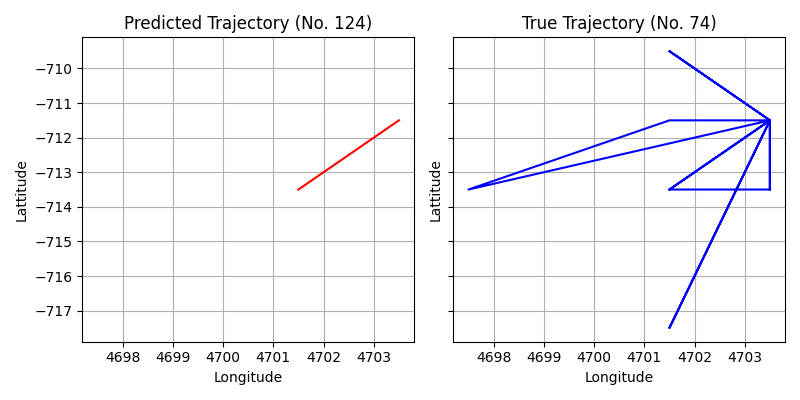 Predicted Trajectory (No. 124)
True Trajectory (No. 74)
−710
−711
−712
−713
−714
−715
−716
−717
Lattitude
Lattitude
4698 4699 4700 4701 4702 4703
4698 4699 4700 4701 4702 4703
Longitude
Longitude